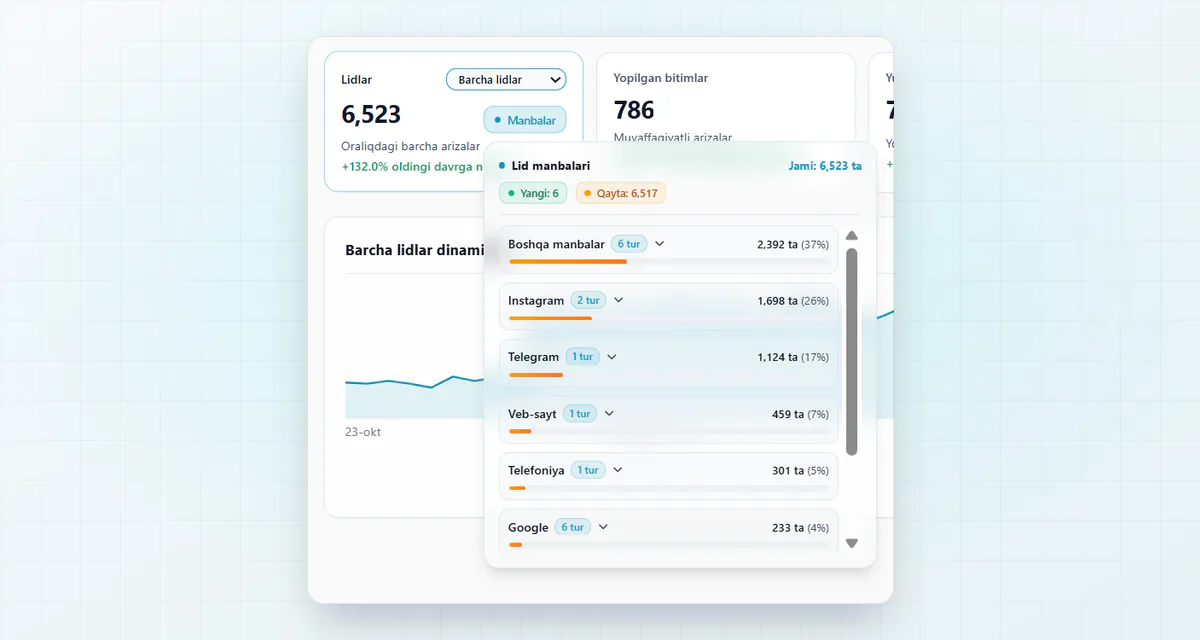 Lidlar
Barcha lidlar
6,523
Manbalar
Oraliqdagi barcha arizalar
+132.0% oldingi davrga
Yopilgan bitimlar
786
Muvaffaqiyatli arizalar
7
+
Lid manbalari
Jami: 6,523 ta
Yangi: 6
Qayta: 6,517
Boshqa manbalar 6 tur 2,392 ta (37%)
Instagram 2 tur 1,698 ta (26%)
Telegram 1 tur 1,124 ta (17%)
Veb-sayt 1 tur 459 ta (7%)
Telefoniya 1 tur 301 ta (5%)
Google 6 tur 233 ta (4%)
Barcha lidlar dinami
23-okt